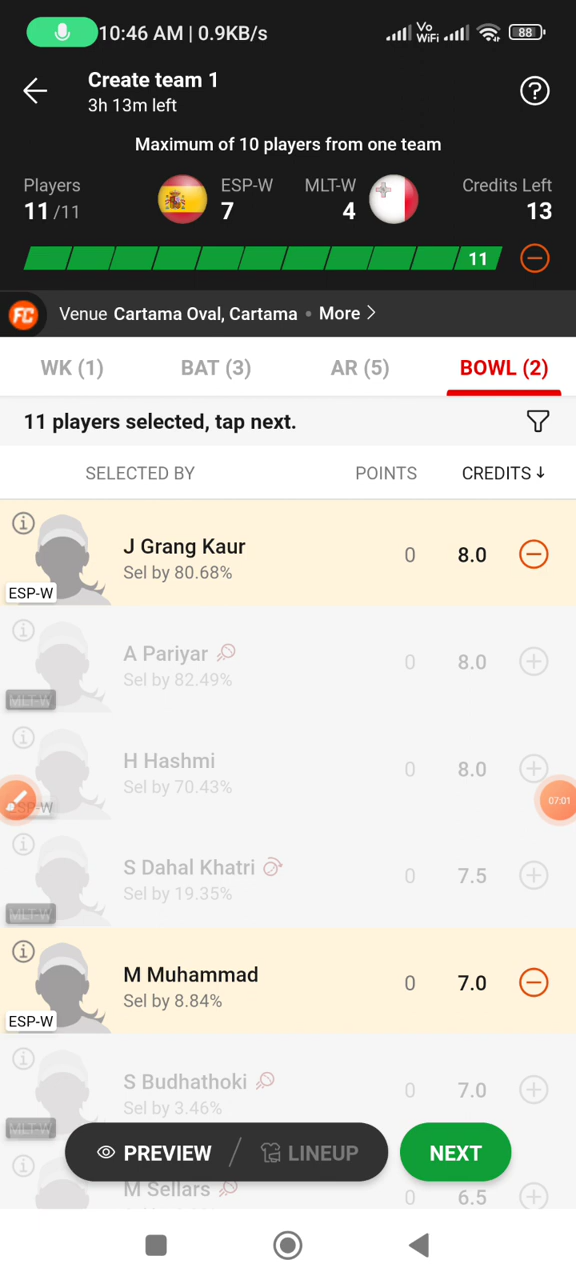 10:46 AM | 0.9KB/s
Vo WiFi
88
Create team 1
3h 13m left
?
Maximum of 10 players from one team
Players ESP-W MLT-W Credits Left
11/11 7 4 13
11
FC Venue Cartama Oval, Cartama • More
WK (1) BAT (3) AR (5) BOWL (2)
11 players selected, tap next.
SELECTED BY POINTS CREDITS ↓
J Grang Kaur 0 8.0
Sel by 80.68%
ESP-W
A Pariyar 0 8.0
Sel by 82.49%
MLT-W
H Hashmi 0 8.0
Sel by 70.43%
ESP-W
07:01
S Dahal Khatri 0 7.5
Sel by 19.35%
MLT-W
M Muhammad 0 7.0
Sel by 8.84%
ESP-W
S Budhathoki 0 7.0
Sel by 3.46%
MLT-W
PREVIEW / LINEUP NEXT
M Sellars 0 6.5